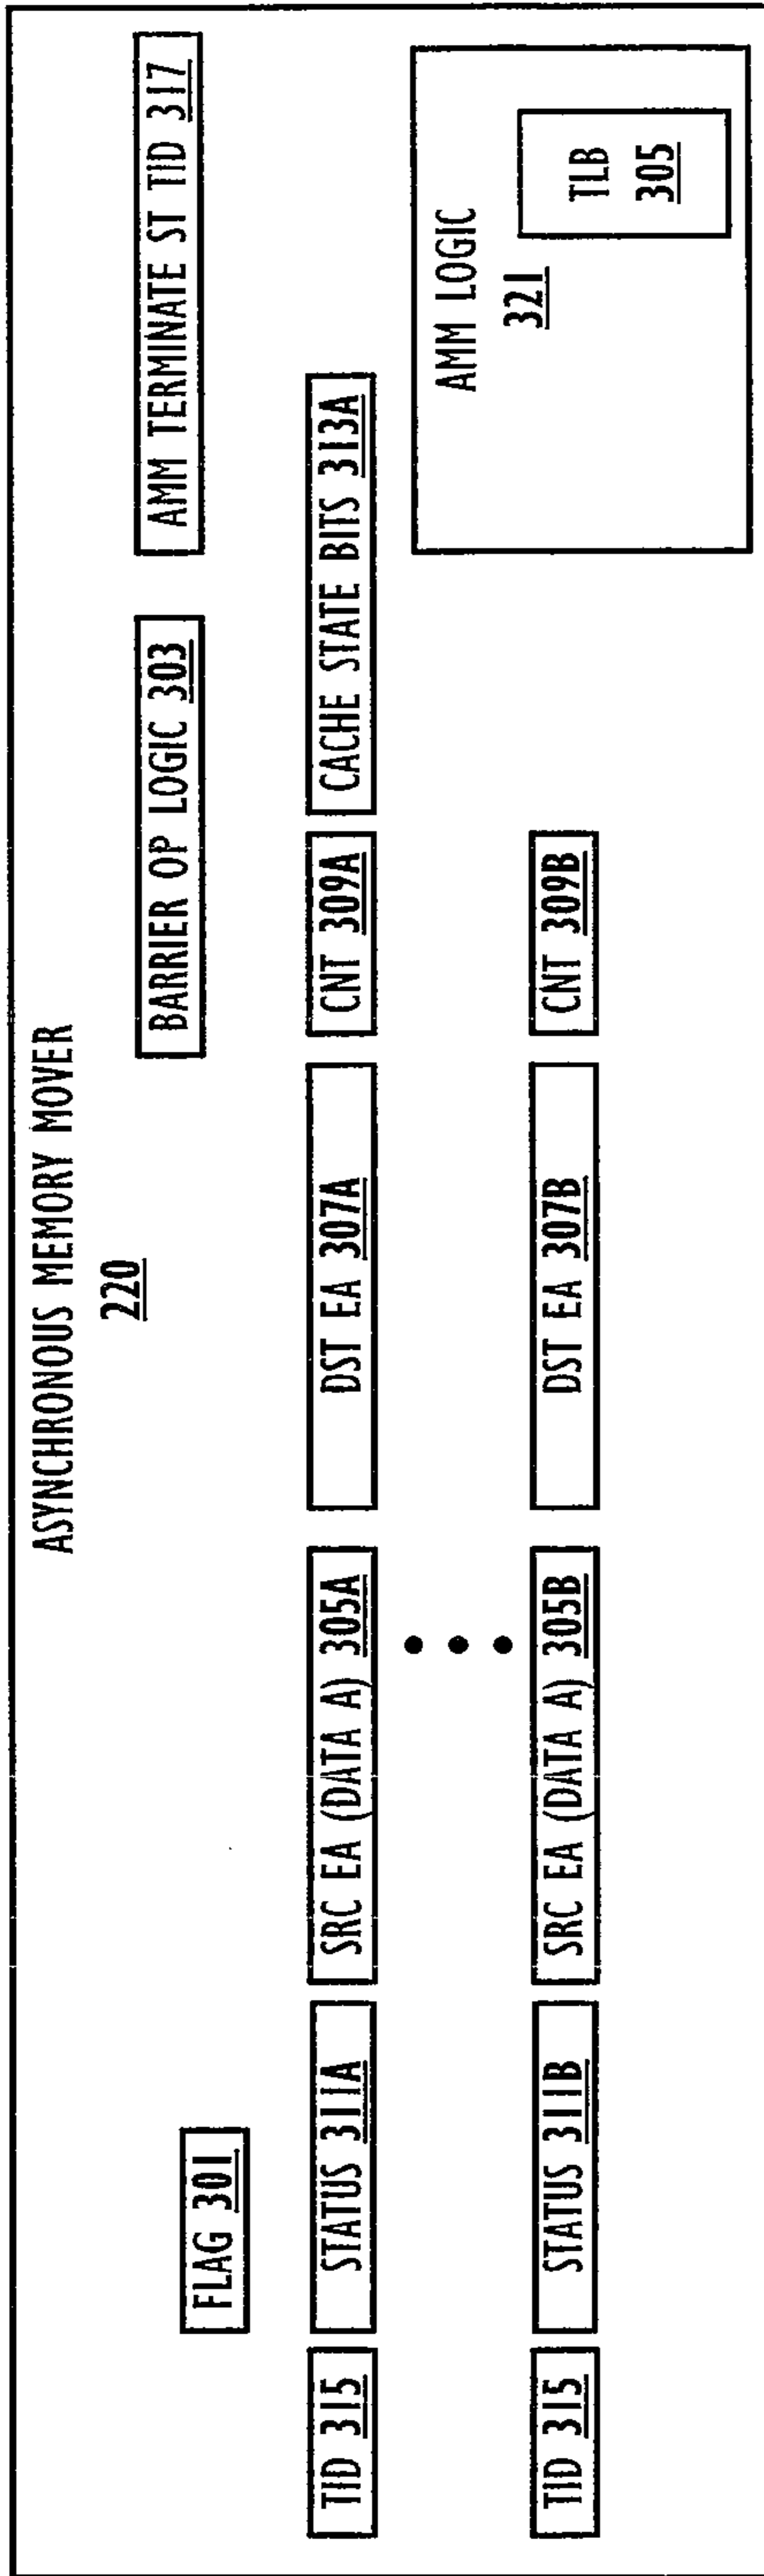 ASYNCHRONOUS MEMORY MOVER
220
FLAG 301
BARRIER OP LOGIC 303
AMM TERMINATE ST TID 317
TID 315
STATUS 311A
SRC EA (DATA A) 305A
DST EA 307A
CNT 309A
CACHE STATE BITS 313A
TID 315
STATUS 311B
SRC EA (DATA A) 305B
DST EA 307B
CNT 309B
AMM LOGIC
321
TLB
305